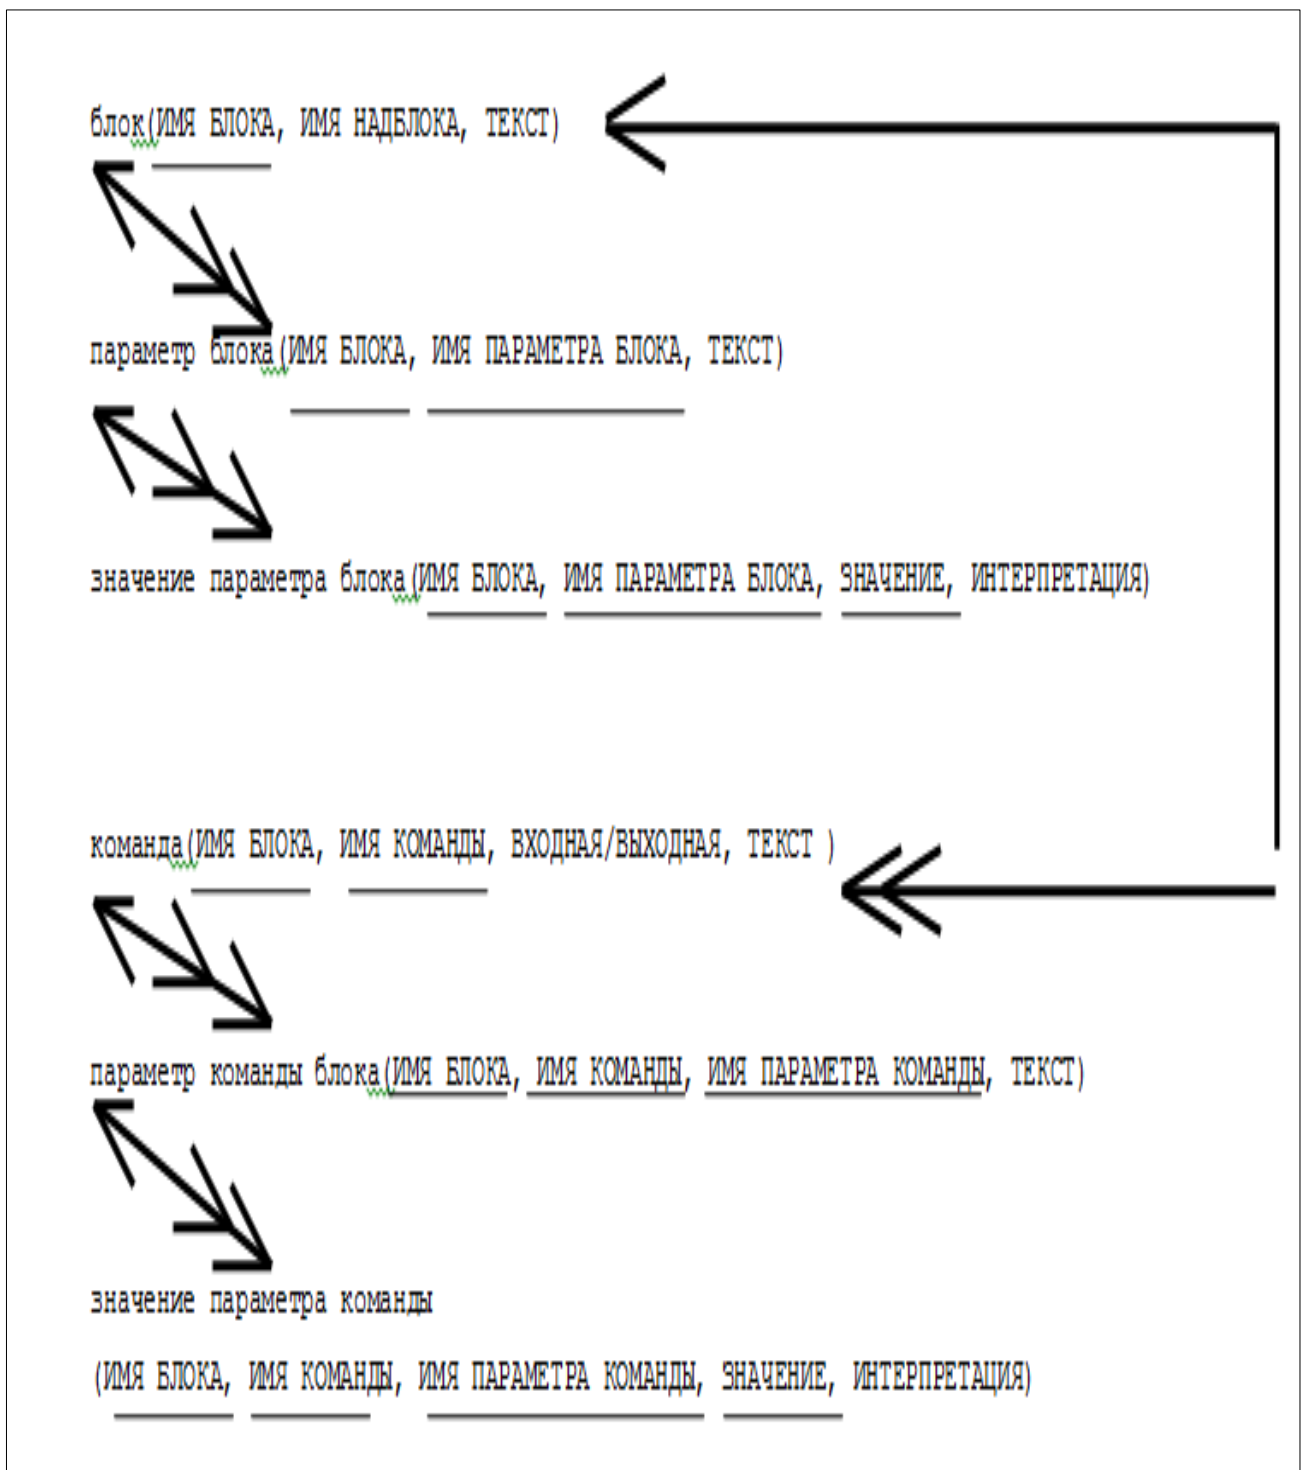 блок(ИМЯ БЛОКА, ИМЯ НАДБЛОКА, ТЕКСТ)
параметр блока(ИМЯ БЛОКА, ИМЯ ПАРАМЕТРА БЛОКА, ТЕКСТ)
значение параметра блока(ИМЯ БЛОКА, ИМЯ ПАРАМЕТРА БЛОКА, ЗНАЧЕНИЕ, ИНТЕРПРЕТАЦИЯ)
команда(ИМЯ БЛОКА, ИМЯ КОМАНДЫ, ВХОДНАЯ/ВЫХОДНАЯ, ТЕКСТ )
параметр команды блока(ИМЯ БЛОКА, ИМЯ КОМАНДЫ, ИМЯ ПАРАМЕТРА КОМАНДЫ, ТЕКСТ)
значение параметра команды
(ИМЯ БЛОКА, ИМЯ КОМАНДЫ, ИМЯ ПАРАМЕТРА КОМАНДЫ, ЗНАЧЕНИЕ, ИНТЕРПРЕТАЦИЯ)